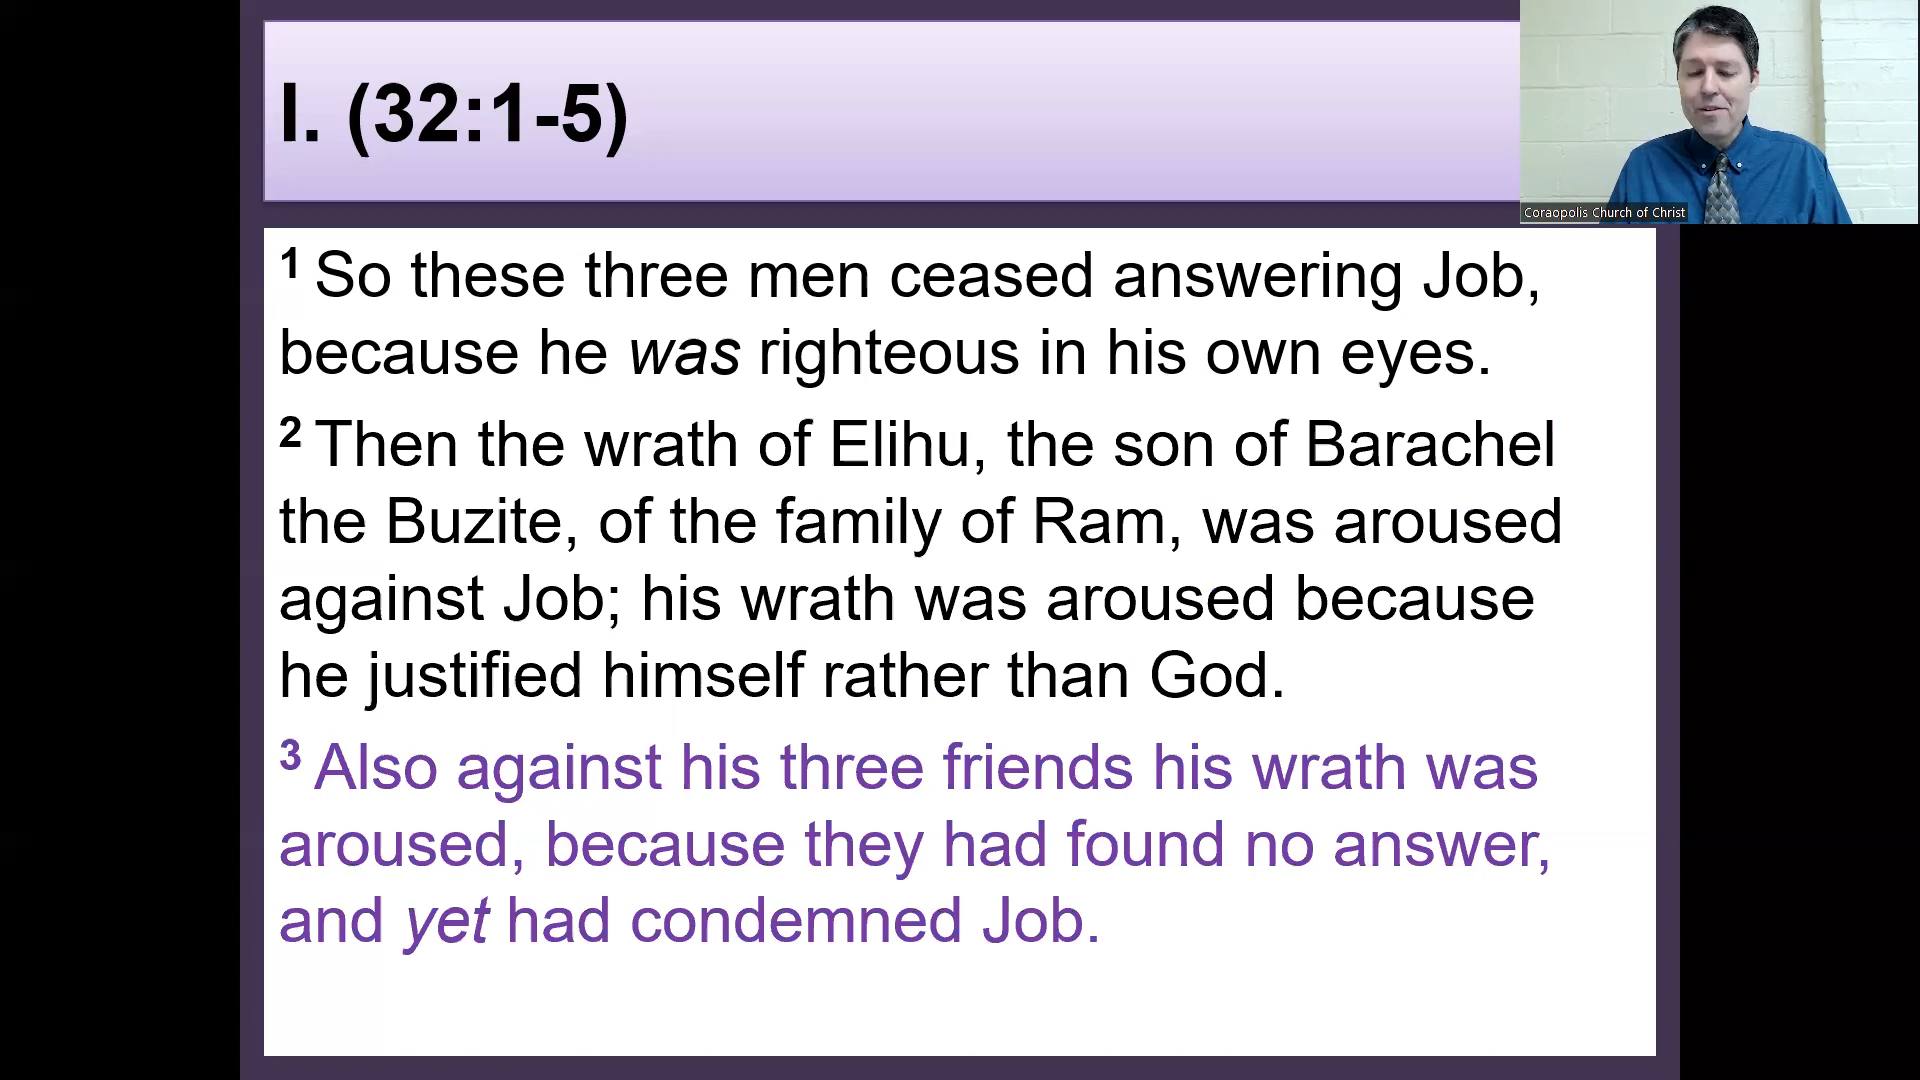 I. (32:1-5)
Coraopolis Church of Christ
1 So these three men ceased answering Job,
because he was righteous in his own eyes.
2 Then the wrath of Elihu, the son of Barachel
the Buzite, of the family of Ram, was aroused
against Job; his wrath was aroused because
he justified himself rather than God.
3 Also against his three friends his wrath was
aroused, because they had found no answer,
and yet had condemned Job.